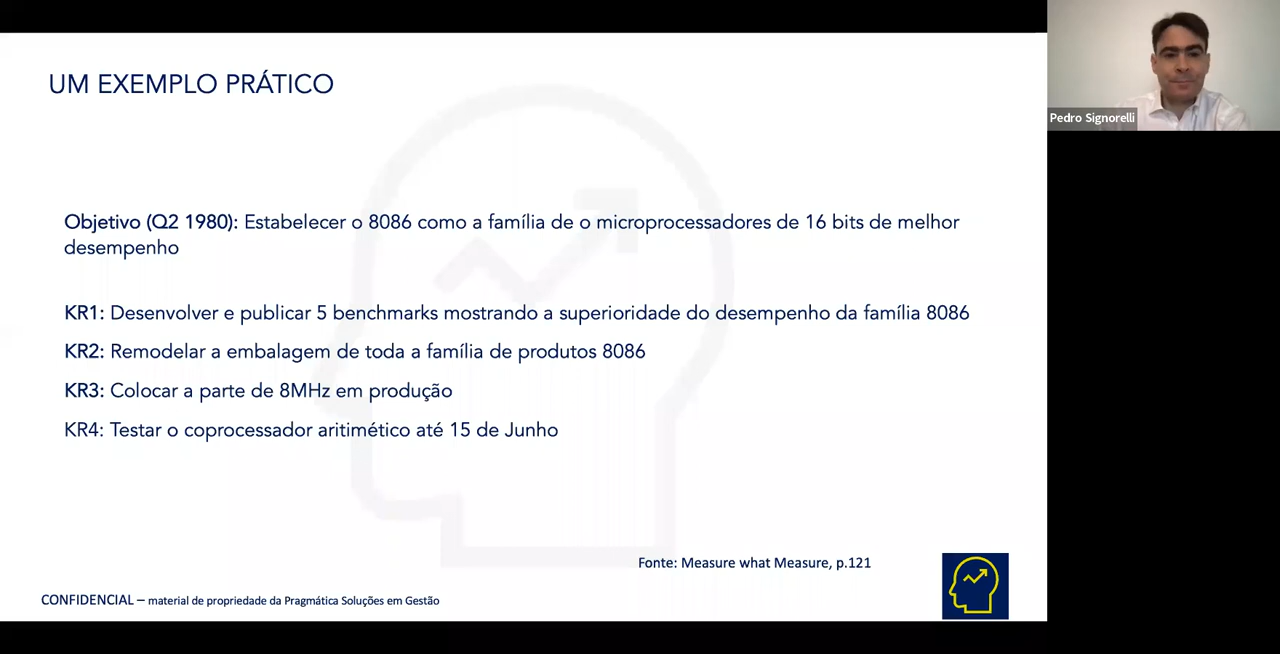 UM EXEMPLO PRÁTICO
Pedro Signorelli
Objetivo (Q2 1980): Estabelecer o 8086 como a família de o microprocessadores de 16 bits de melhor
desempenho
KR1: Desenvolver e publicar 5 benchmarks mostrando a superioridade do desempenho da família 8086
KR2: Remodelar a embalagem de toda a família de produtos 8086
KR3: Colocar a parte de 8MHz em produção
KR4: Testar o coprocessador aritimético até 15 de Junho
Fonte: Measure what Measure, p.121
CONFIDENCIAL – material de propriedade da Pragmática Soluções em Gestão